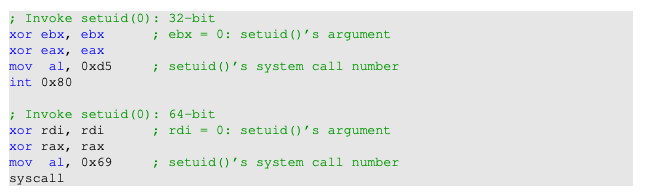 ; Invoke setuid(0): 32-bit
xor ebx, ebx      ; ebx = 0: setuid()'s argument
xor eax, eax
mov  al, 0xd5     ; setuid()'s system call number
int 0x80

; Invoke setuid(0): 64-bit
xor rdi, rdi      ; rdi = 0: setuid()'s argument
xor rax, rax
mov  al, 0x69     ; setuid()'s system call number
syscall